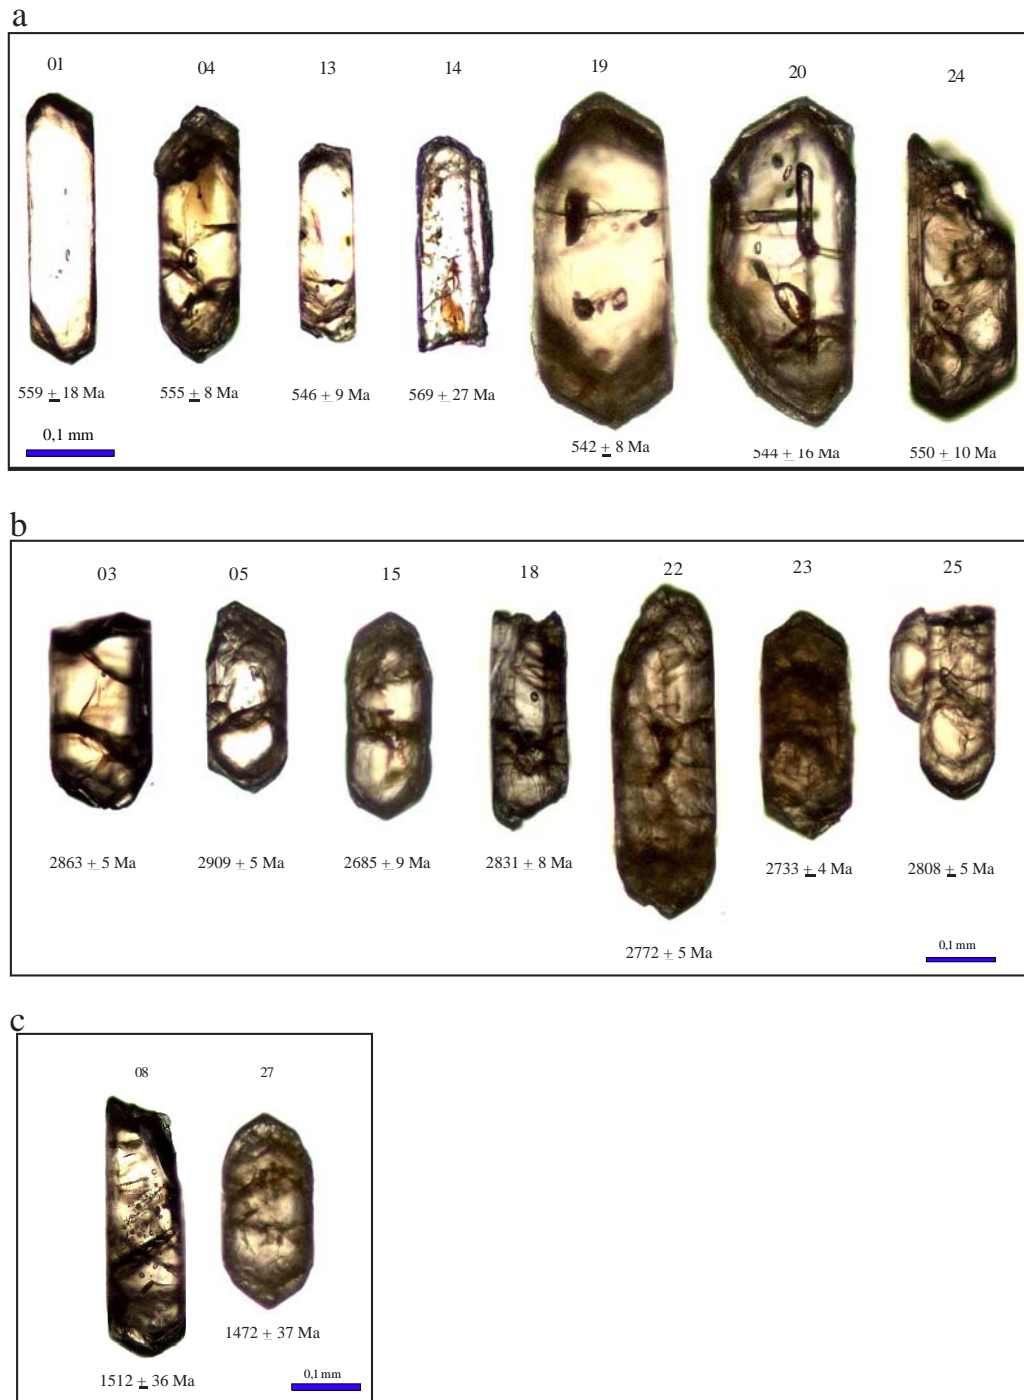 a
01 04 13 14 19 20 24
559 ± 18 Ma 555 ± 8 Ma 546 ± 9 Ma 569 ± 27 Ma
0,1 mm
542 ± 8 Ma 544 ± 16 Ma 550 ± 10 Ma
b
03 05 15 18 22 23 25
2863 ± 5 Ma 2909 ± 5 Ma 2685 ± 9 Ma 2831 ± 8 Ma 2733 ± 4 Ma 2808 ± 5 Ma
2772 ± 5 Ma
0,1 mm
c
08 27
1472 ± 37 Ma
1512 ± 36 Ma
0,1 mm